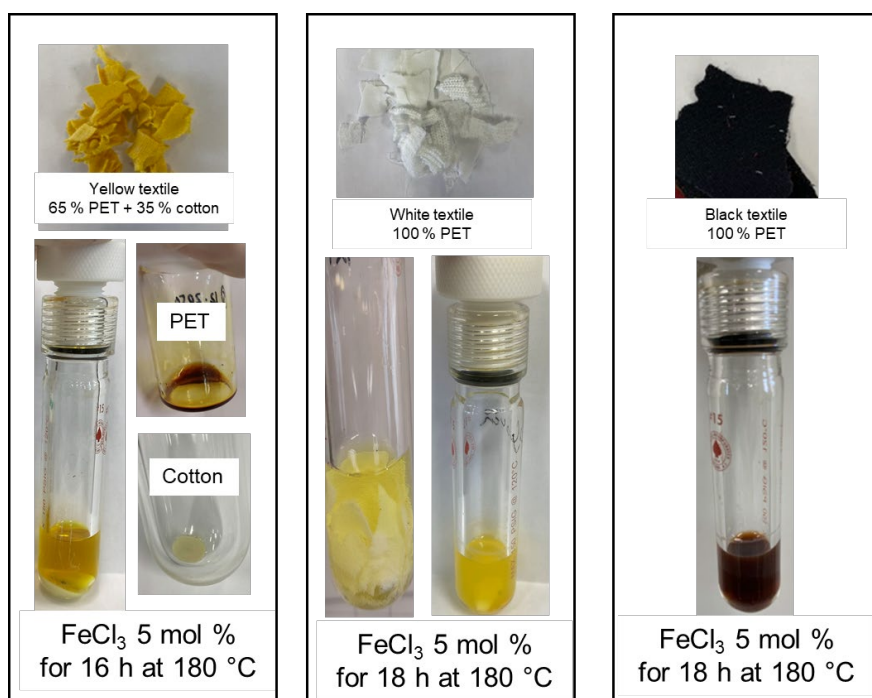 Yellow textile
65 % PET + 35 % cotton
PET
Cotton
FeCl₃ 5 mol %
for 16 h at 180 °C
White textile
100 % PET
FeCl₃ 5 mol %
for 18 h at 180 °C
Black textile
100 % PET
15
FeCl₃ 5 mol %
for 18 h at 180 °C